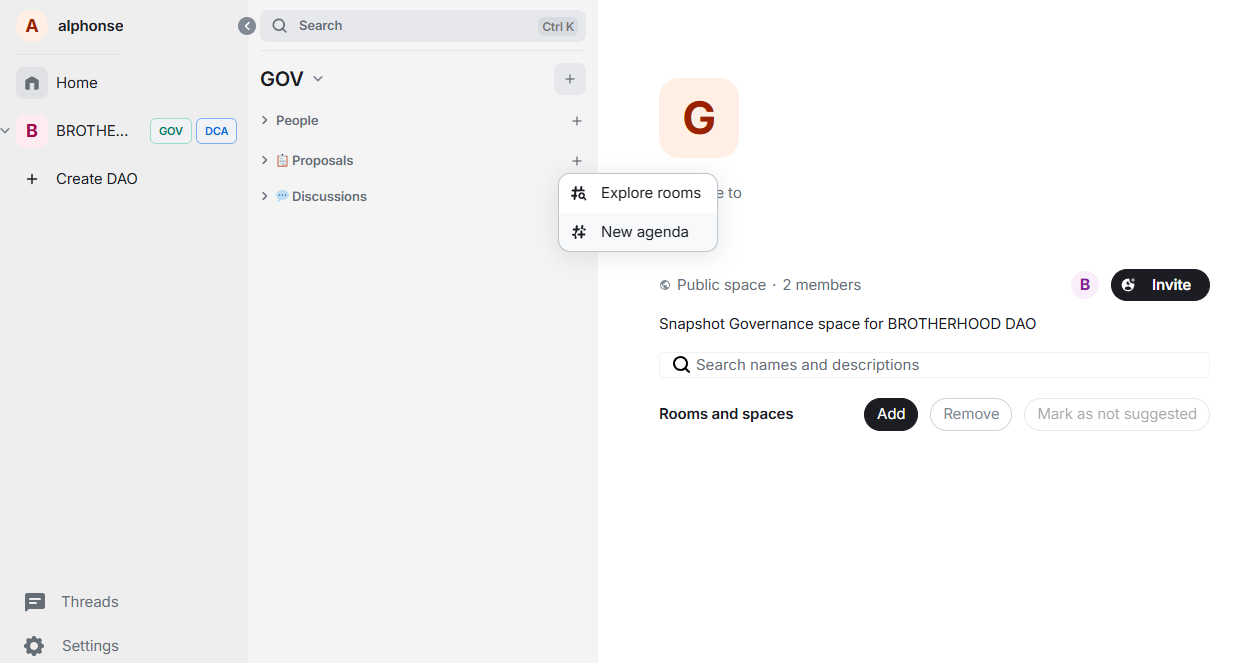 A alphonse
Home
B BROTHE... GOV DCA
Create DAO
Threads
Settings
Search Ctrl K
GOV
People
Proposals
Discussions
Explore rooms
New agenda
G
e to
Public space · 2 members
B Invite
Snapshot Governance space for BROTHERHOOD DAO
Search names and descriptions
Rooms and spaces Add Remove Mark as not suggested